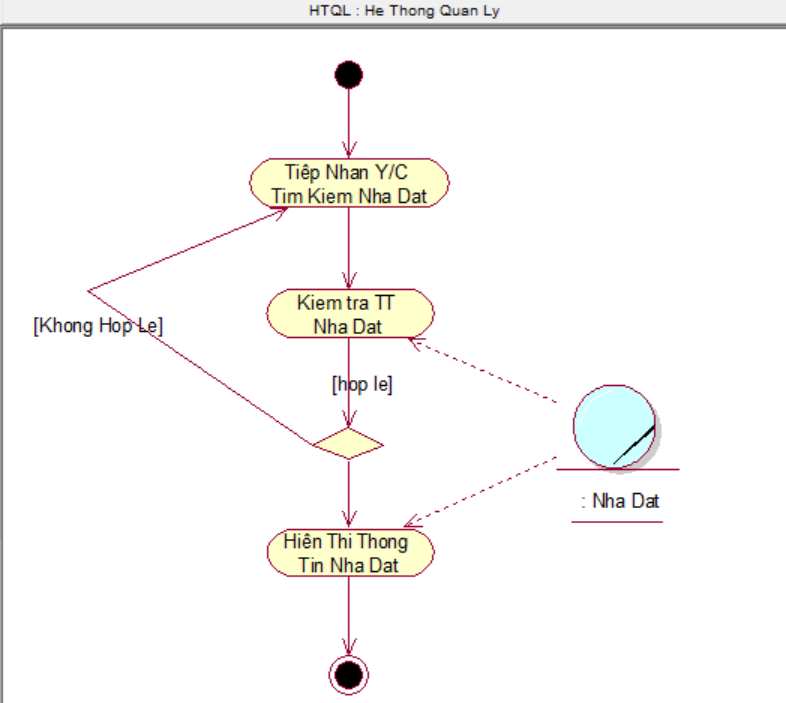 HTQL : He Thong Quan Ly
Tiêp Nhan Y/C
Tim Kiem Nha Dat
Kiem tra TT
Nha Dat
[Khong Hop Le]
[hop le]
: Nha Dat
Hiên Thi Thong
Tin Nha Dat